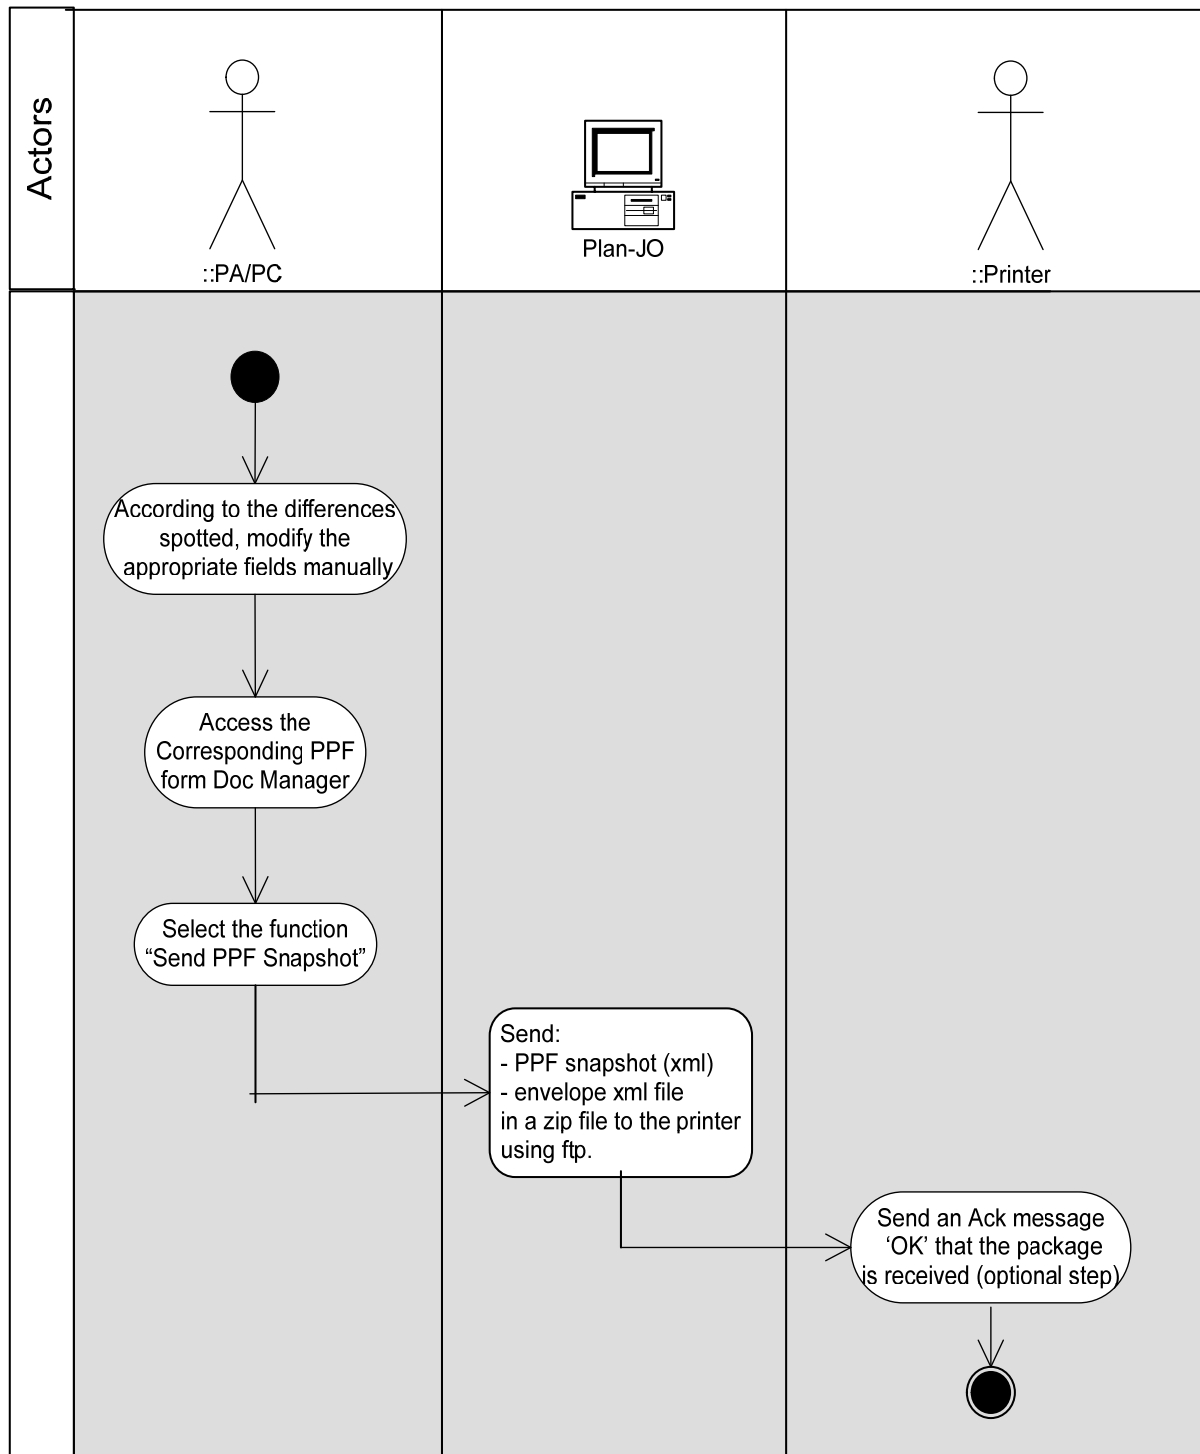 Actors
::PA/PC
Plan-JO
::Printer
According to the differences
spotted, modify the
appropriate fields manually
Access the
Corresponding PPF
form Doc Manager
Select the function
“Send PPF Snapshot”
Send:
- PPF snapshot (xml)
- envelope xml file
in a zip file to the printer
using ftp.
Send an Ack message
‘OK’ that the package
is received (optional step)